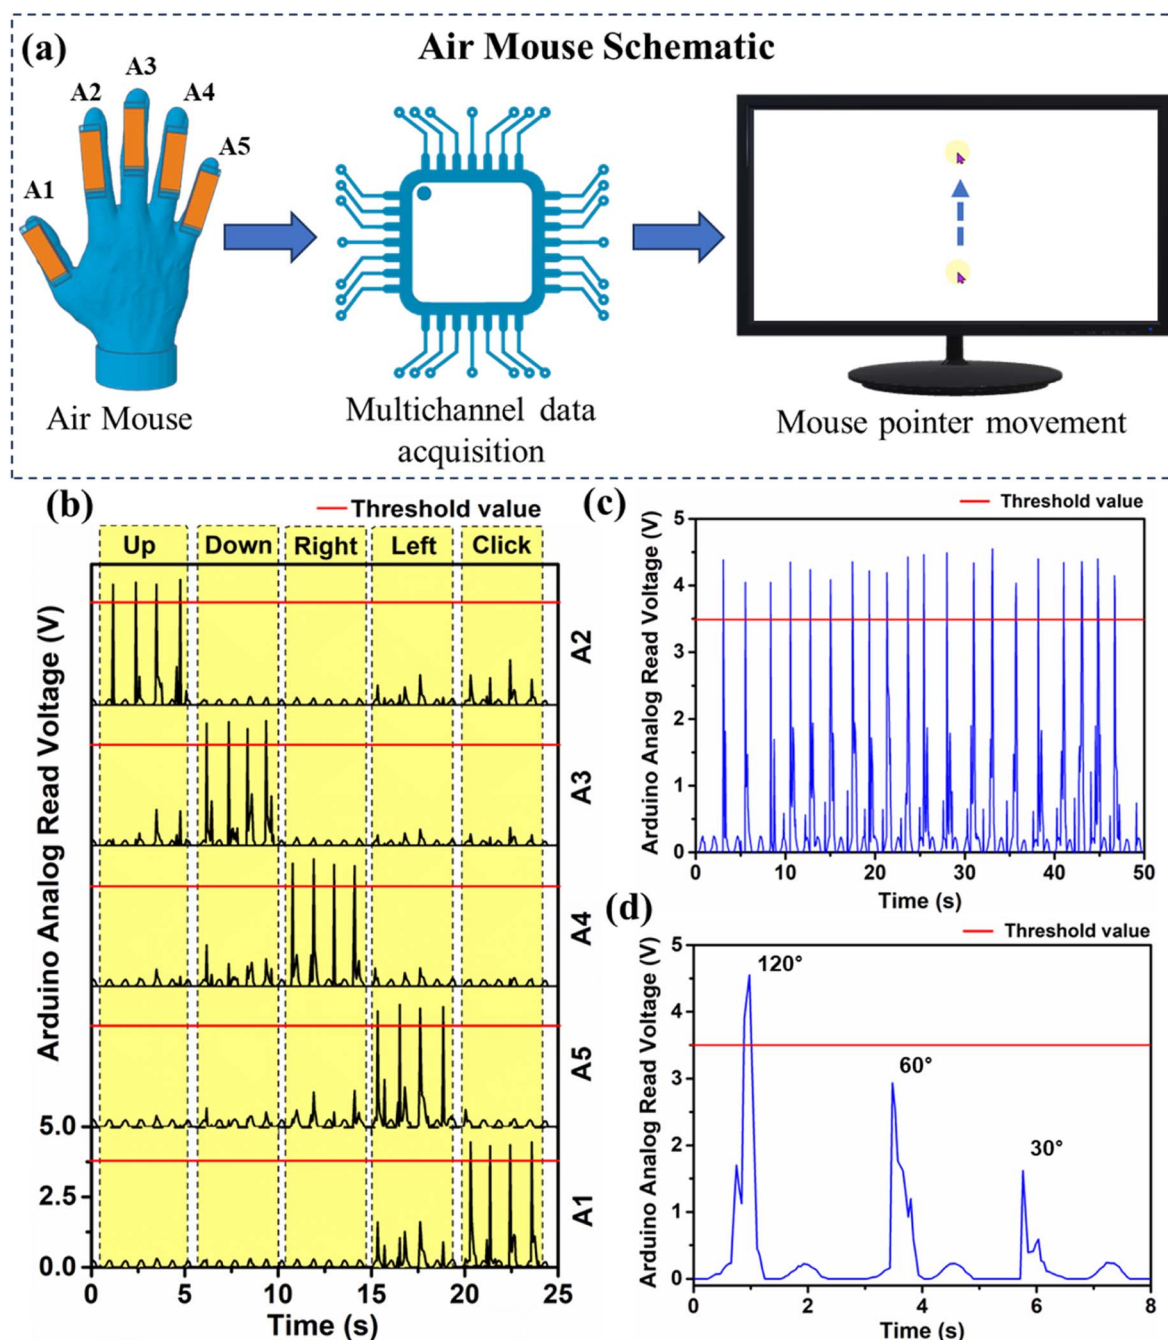 (a)
Air Mouse Schematic
A1
A2
A3
A4
A5
Air Mouse
Multichannel data
acquisition
Mouse pointer movement
(b)
Threshold value
Up Down Right Left Click
Arduino Analog Read Voltage (V)
A2
A3
A4
A5
A1
5.0
2.5
0.0
0 5 10 15 20 25
Time (s)
(c)
Threshold value
Arduino Analog Read Voltage (V)
5
4
3
2
1
0
0 10 20 30 40 50
Time (s)
(d)
Threshold value
Arduino Analog Read Voltage (V)
5
4
3
2
1
0
120°
60°
30°
0 2 4 6 8
Time (s)